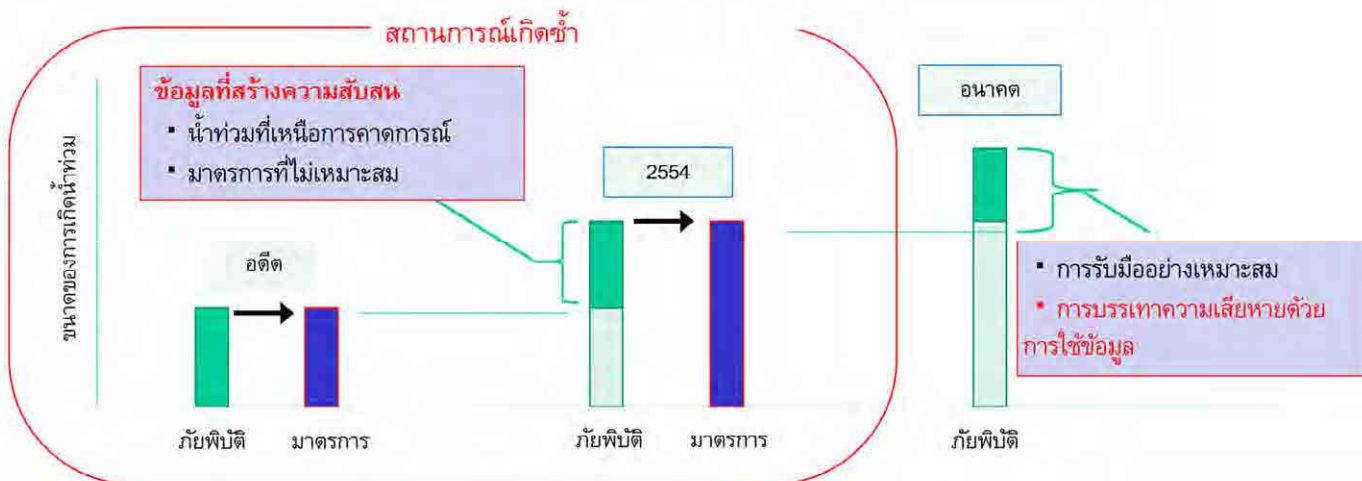 สถานการณ์เกิดซ้ำ
ขนาดของการเกิดน้ำท่วม
ข้อมูลที่สร้างความสับสน
▪ น้ำท่วมที่เหนือการคาดการณ์
▪ มาตรการที่ไม่เหมาะสม
อดีต
ภัยพิบัติ
มาตรการ
2554
ภัยพิบัติ
มาตรการ
อนาคต
▪ การรับมืออย่างเหมาะสม
▪ การบรรเทาความเสียหายด้วย
การใช้ข้อมูล
ภัยพิบัติ